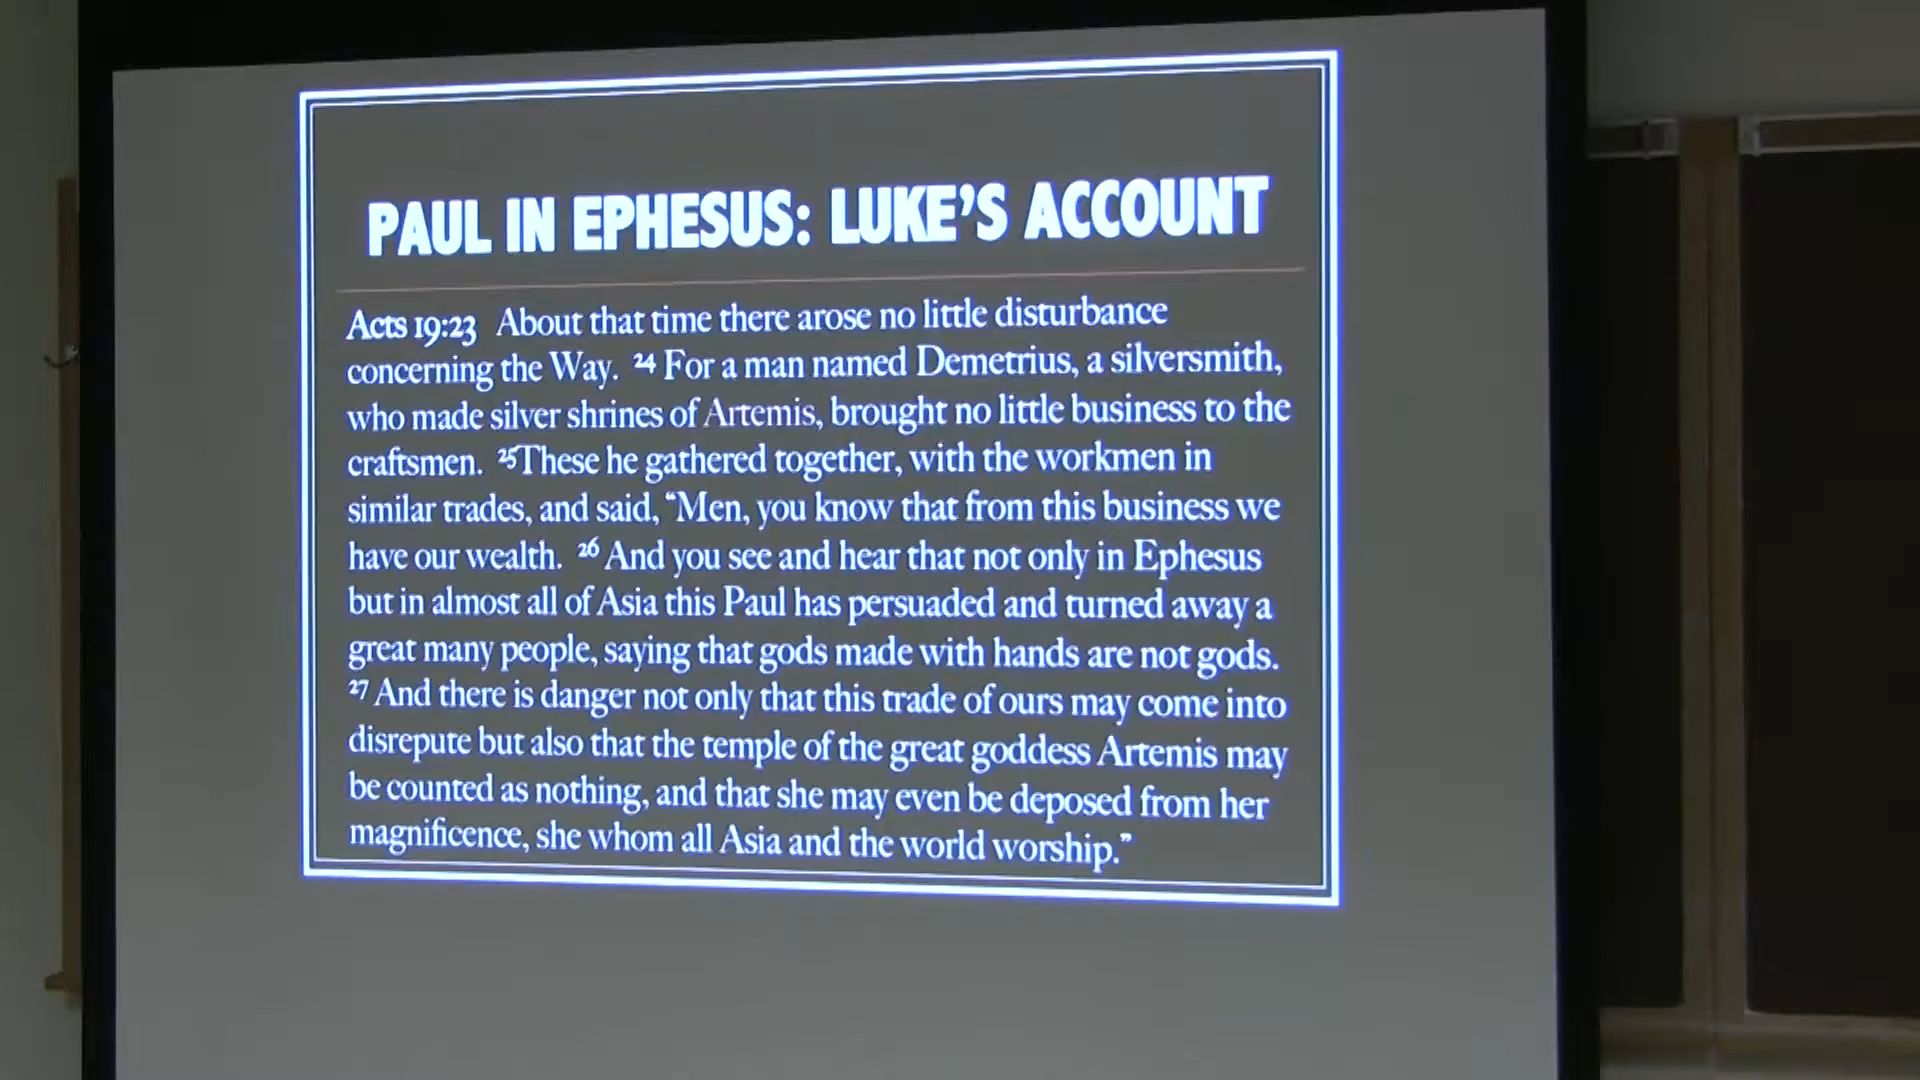 PAUL IN EPHESUS: LUKE’S ACCOUNT
Acts 19:23 About that time there arose no little disturbance
concerning the Way. 24 For a man named Demetrius, a silversmith,
who made silver shrines of Artemis, brought no little business to the
craftsmen. 25These he gathered together, with the workmen in
similar trades, and said, “Men, you know that from this business we
have our wealth. 26 And you see and hear that not only in Ephesus
but in almost all of Asia this Paul has persuaded and turned away a
great many people, saying that gods made with hands are not gods.
27 And there is danger not only that this trade of ours may come into
disrepute but also that the temple of the great goddess Artemis may
be counted as nothing, and that she may even be deposed from her
magnificence, she whom all Asia and the world worship.”